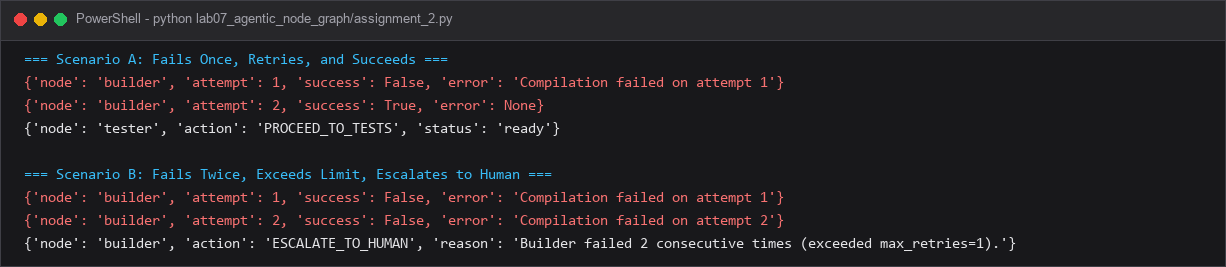 PowerShell - python lab07_agentic_node_graph/assignment_2.py
=== Scenario A: Fails Once, Retries, and Succeeds ===
{'node': 'builder', 'attempt': 1, 'success': False, 'error': 'Compilation failed on attempt 1'}
{'node': 'builder', 'attempt': 2, 'success': True, 'error': None}
{'node': 'tester', 'action': 'PROCEED_TO_TESTS', 'status': 'ready'}
=== Scenario B: Fails Twice, Exceeds Limit, Escalates to Human ===
{'node': 'builder', 'attempt': 1, 'success': False, 'error': 'Compilation failed on attempt 1'}
{'node': 'builder', 'attempt': 2, 'success': False, 'error': 'Compilation failed on attempt 2'}
{'node': 'builder', 'action': 'ESCALATE_TO_HUMAN', 'reason': 'Builder failed 2 consecutive times (exceeded max_retries=1).'}